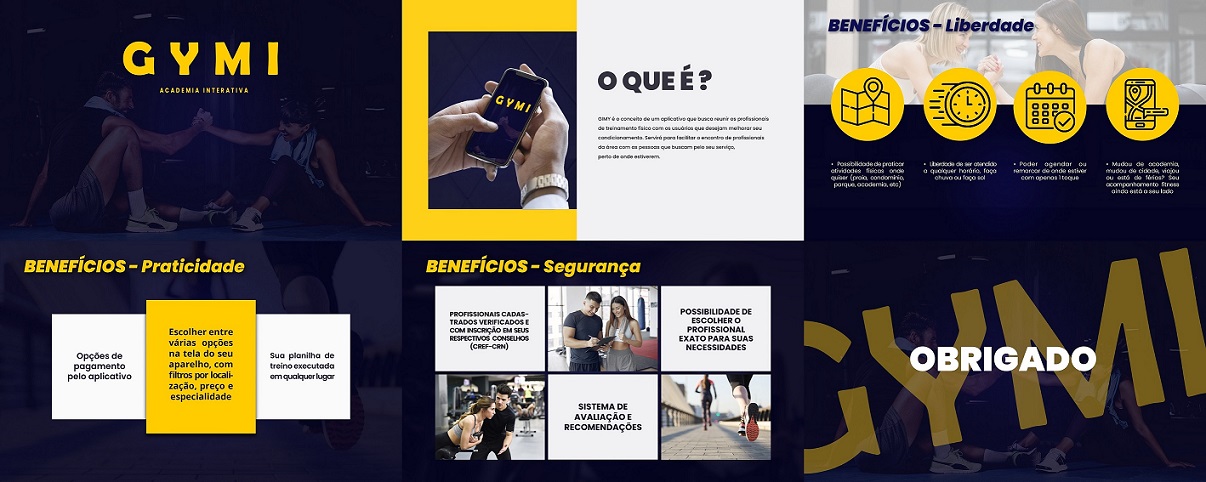 GYMI
ACADEMIA INTERATIVA
GYMI
O QUE É ?
GIMY é o conceito de um aplicativo que busca reunir os profissionais
de treinamento físico com os usuários que desejam melhorar seu
condicionamento. Servirá para facilitar o encontro de profissionais
da área com as pessoas que buscam pelo seu serviço,
perto de onde estiverem.
BENEFÍCIOS - Liberdade
• Possibilidade de praticar
atividades físicas onde
quiser (praia, condomínio,
parque, academia, etc)
• Liberdade de ser atendido
a qualquer horário, faça
chuva ou faça sol
• Poder agendar ou
remarcar de onde estiver
com apenas 1 toque
• Mudou de academia,
mudou de cidade, viajou
ou está de férias? Seu
acompanhamento fitness
ainda está a seu lado
BENEFÍCIOS - Praticidade
Opções de
pagamento
pelo aplicativo
Escolher entre
várias opções
na tela do seu
aparelho, com
filtros por locali-
zação, preço e
especialidade
Sua planilha de
treino executada
em qualquer lugar
BENEFÍCIOS - Segurança
PROFISSIONAIS CADAS-
TRADOS VERIFICADOS E
COM INSCRIÇÃO EM SEUS
RESPECTIVOS CONSELHOS
(CREF-CRN)
POSSIBILIDADE DE
ESCOLHER O
PROFISSIONAL
EXATO PARA SUAS
NECESSIDADES
SISTEMA DE
AVALIAÇÃO E
RECOMENDAÇÕES
GYMI
OBRIGADO